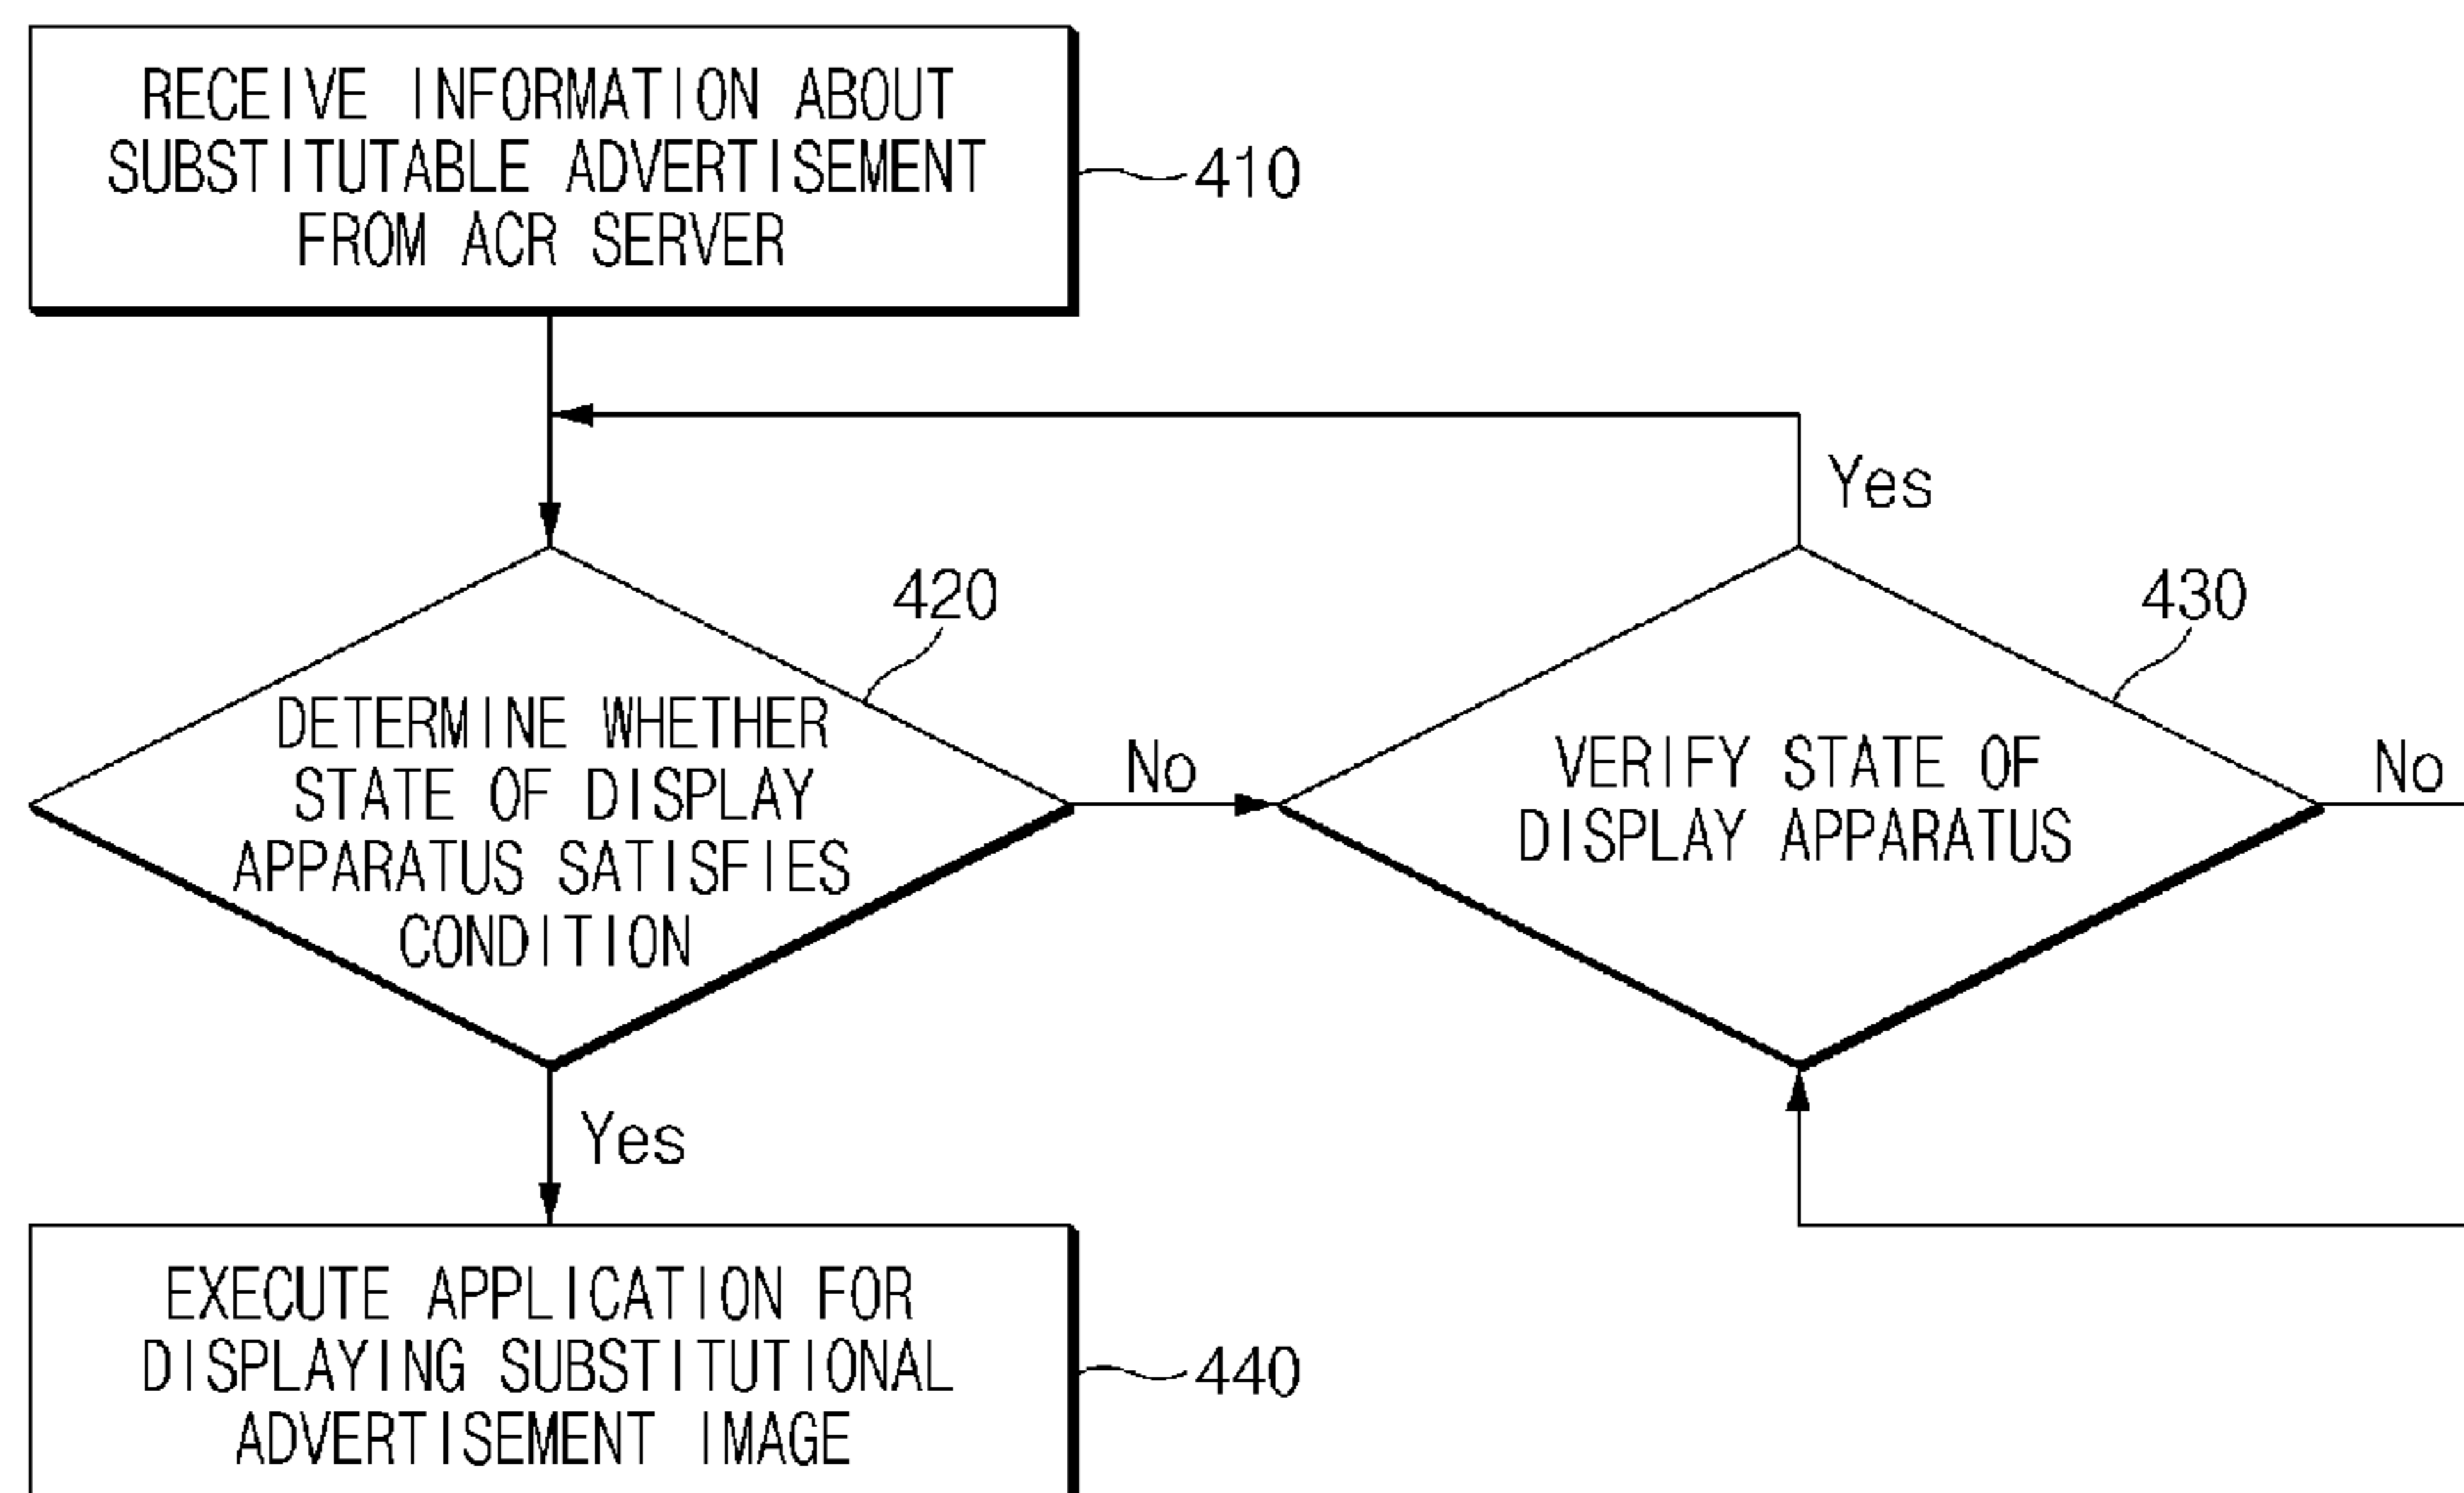 RECEIVE INFORMATION ABOUT
SUBSTITUTABLE ADVERTISEMENT
FROM ACR SERVER
410
Yes
420
430
DETERMINE WHETHER
STATE OF DISPLAY
APPARATUS SATISFIES
CONDITION
No
VERIFY STATE OF
DISPLAY APPARATUS
No
Yes
EXECUTE APPLICATION FOR
DISPLAYING SUBSTITUTIONAL
ADVERTISEMENT IMAGE
440